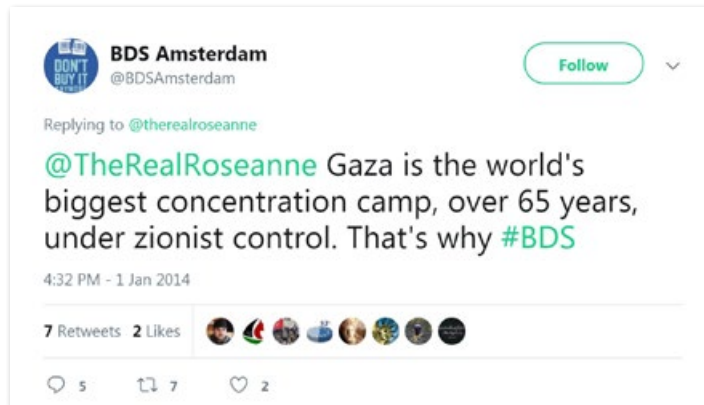 DON'T
BUY IT
BDS Amsterdam
@BDSAmsterdam
Follow
Replying to @therealroseanne
@TheRealRoseanne Gaza is the world's
biggest concentration camp, over 65 years,
under zionist control. That's why #BDS
4:32 PM - 1 Jan 2014
7 Retweets 2 Likes
5 7 2